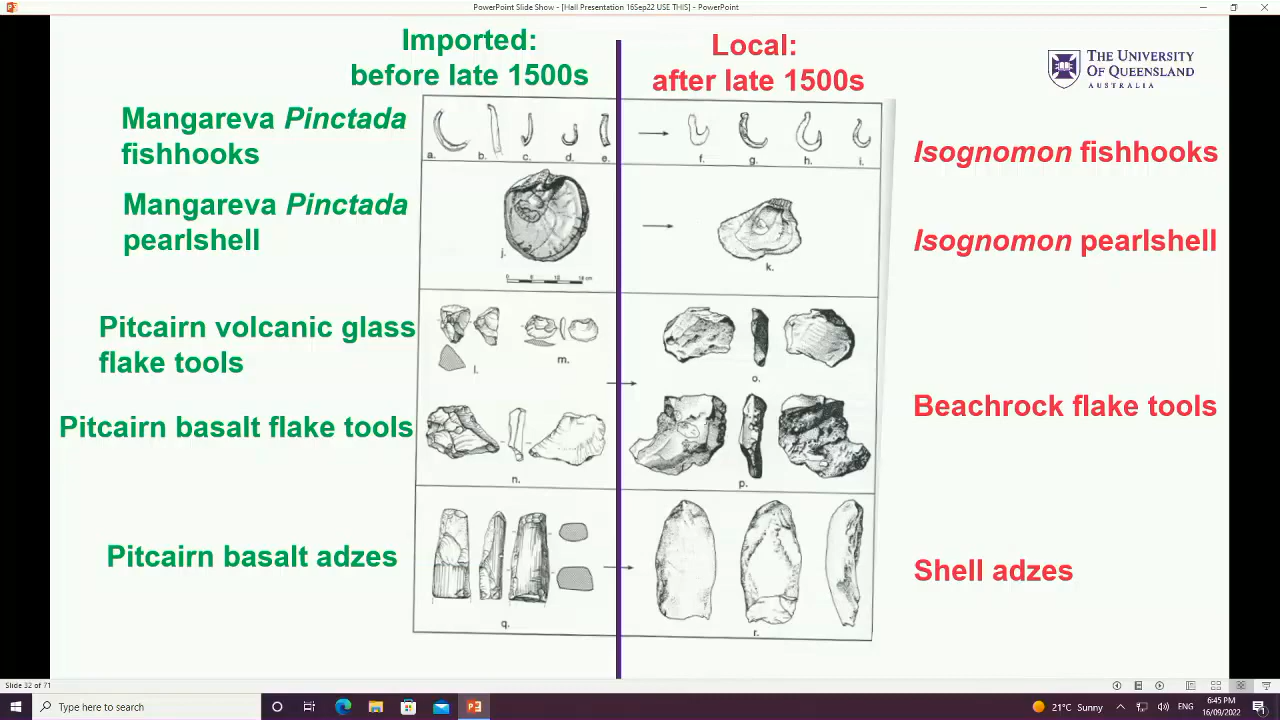 PowerPoint Slide Show - [Hall Presentation 16Sep22 USE THIS] - PowerPoint
Imported:
before late 1500s
Local:
after late 1500s
THE UNIVERSITY
OF QUEENSLAND
AUSTRALIA
Mangareva Pinctada
fishhooks
a. b. c. d. e. f. g. h. i.
Isognomon fishhooks
Mangareva Pinctada
pearlshell
j.
k.
Isognomon pearlshell
Pitcairn volcanic glass
flake tools
l.
m.
o.
Pitcairn basalt flake tools
n.
p.
Beachrock flake tools
Pitcairn basalt adzes
q.
r.
Shell adzes
Slide 32 of 71
Type here to search
21°C Sunny
ENG
6:45 PM
16/09/2022